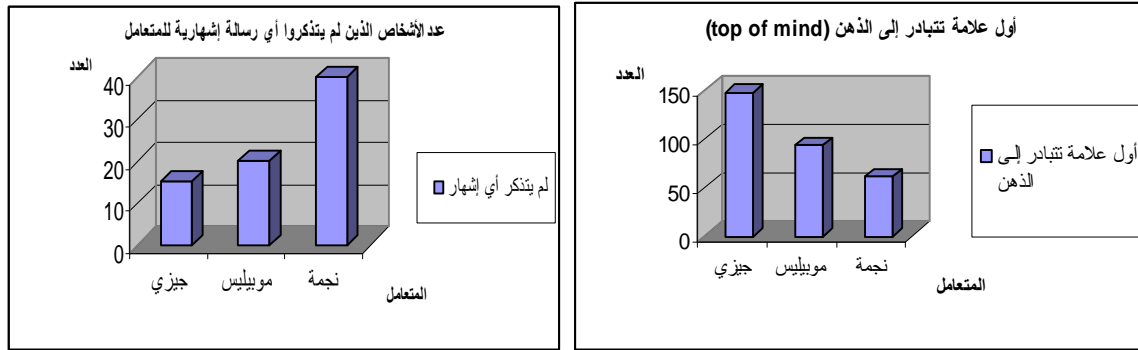 أول علامة تتبادر إلى الذهن (top of mind)
العدد
150
100
50
0
جيزي موبيليس نجمة
المتعامل
أول علامة تتبادر إلى
الذهن
عدد الأشخاص الذين لم يتذكروا أي رسالة إشهارية للمتعامل
العدد
40
30
20
10
0
جيزي موبيليس نجمة
المتعامل
لم يتذكر أي إشهار